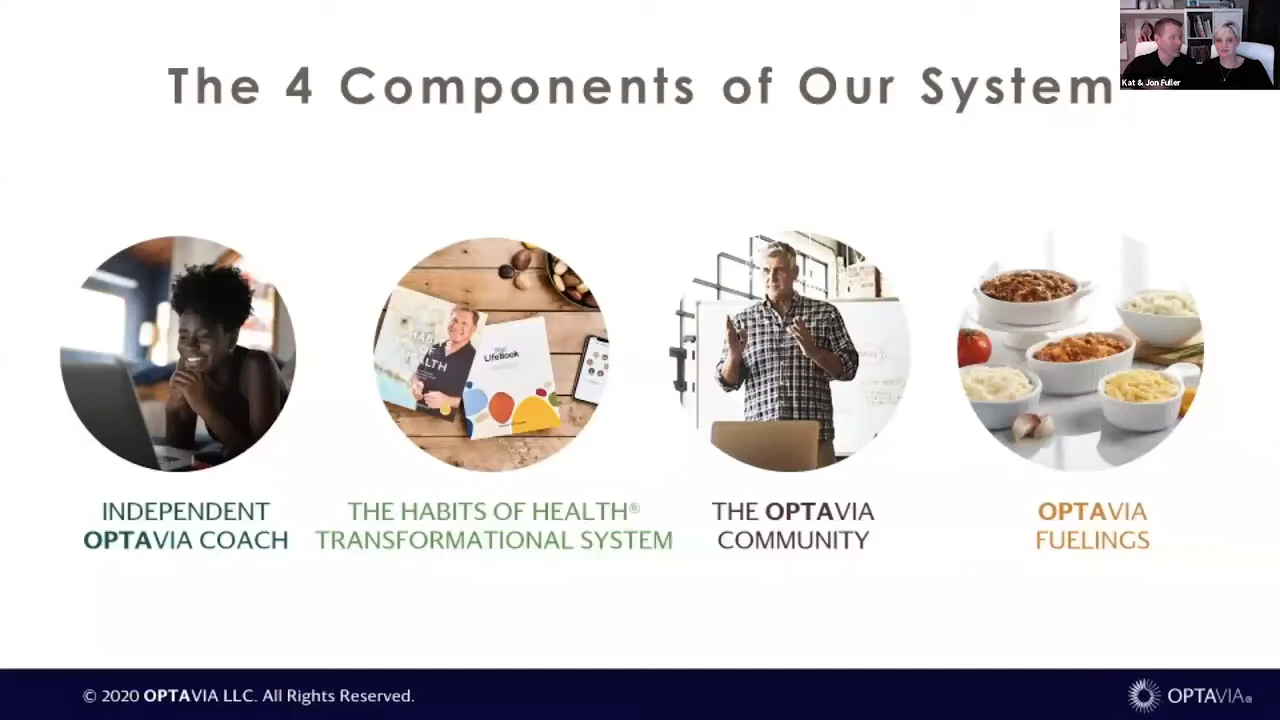 Kat & Jon Fuller
The 4 Components of Our System
HABITS
HEALTH
LifeBook
INDEPENDENT
OPTAVIA COACH
THE HABITS OF HEALTH®
TRANSFORMATIONAL SYSTEM
THE OPTAVIA
COMMUNITY
OPTAVIA
FUELINGS
© 2020 OPTAVIA LLC. All Rights Reserved.
OPTAVIA®